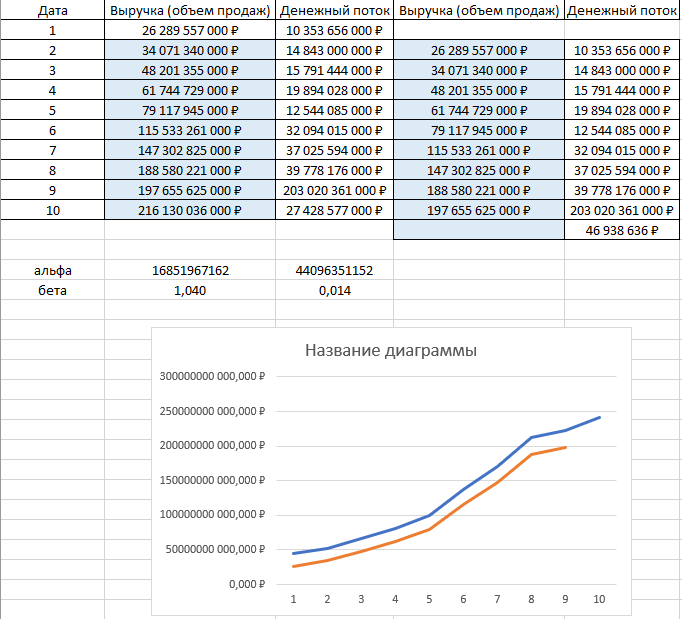 Дата Выручка (объем продаж) Денежный поток Выручка (объем продаж) Денежный поток
1 26 289 557 000 ₽ 10 353 656 000 ₽
2 34 071 340 000 ₽ 14 843 000 000 ₽ 26 289 557 000 ₽ 10 353 656 000 ₽
3 48 201 355 000 ₽ 15 791 444 000 ₽ 34 071 340 000 ₽ 14 843 000 000 ₽
4 61 744 729 000 ₽ 19 894 028 000 ₽ 48 201 355 000 ₽ 15 791 444 000 ₽
5 79 117 945 000 ₽ 12 544 085 000 ₽ 61 744 729 000 ₽ 19 894 028 000 ₽
6 115 533 261 000 ₽ 32 094 015 000 ₽ 79 117 945 000 ₽ 12 544 085 000 ₽
7 147 302 825 000 ₽ 37 025 594 000 ₽ 115 533 261 000 ₽ 32 094 015 000 ₽
8 188 580 221 000 ₽ 39 778 176 000 ₽ 147 302 825 000 ₽ 37 025 594 000 ₽
9 197 655 625 000 ₽ 203 020 361 000 ₽ 188 580 221 000 ₽ 39 778 176 000 ₽
10 216 130 036 000 ₽ 27 428 577 000 ₽ 197 655 625 000 ₽ 203 020 361 000 ₽
46 938 636 ₽
альфа 16851967162 44096351152
бета 1,040 0,014
Название диаграммы
300000000 000,000 ₽
250000000 000,000 ₽
200000000 000,000 ₽
150000000 000,000 ₽
100000000 000,000 ₽
50000000 000,000 ₽
0,000 ₽
1 2 3 4 5 6 7 8 9 10